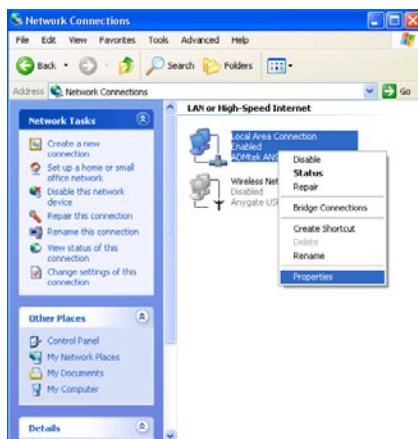 Network Connections
File Edit View Favorites Tools Advanced Help
Back Search Folders
Address Network Connections Go
Network Tasks
Create a new
connection
Set up a home or small
office network
Disable this network
device
Repair this connection
Rename this connection
View status of this
connection
Change settings of this
connection
Other Places
Control Panel
My Network Places
My Documents
My Computer
Details
LAN or High-Speed Internet
Local Area Connection
Enabled
ADMtek
Wireless Net
Disabled
Anygate
Disable
Status
Repair
Bridge Connections
Create Shortcut
Delete
Rename
Properties